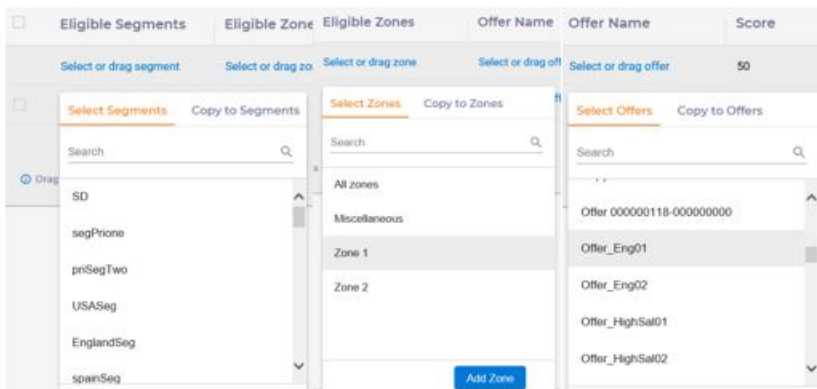 Eligible Segments
Eligible Zone
Select or drag segment
Select or drag zo
Select Segments
Copy to Segments
Search
Drag
SD
segPrione
priSegTwo
USASeg
EnglandSeg
spainSeg
Eligible Zones
Offer Name
Select or drag zone
Select or drag off
Select Zones
Copy to Zones
Search
All zones
Miscellaneous
Zone 1
Zone 2
Add Zone
Offer Name
Score
Select or drag offer
50
Select Offers
Copy to Offers
Search
Offer 000000118-000000000
Offer_Eng01
Offer_Eng02
Offer_HighSal01
Offer_HighSal02